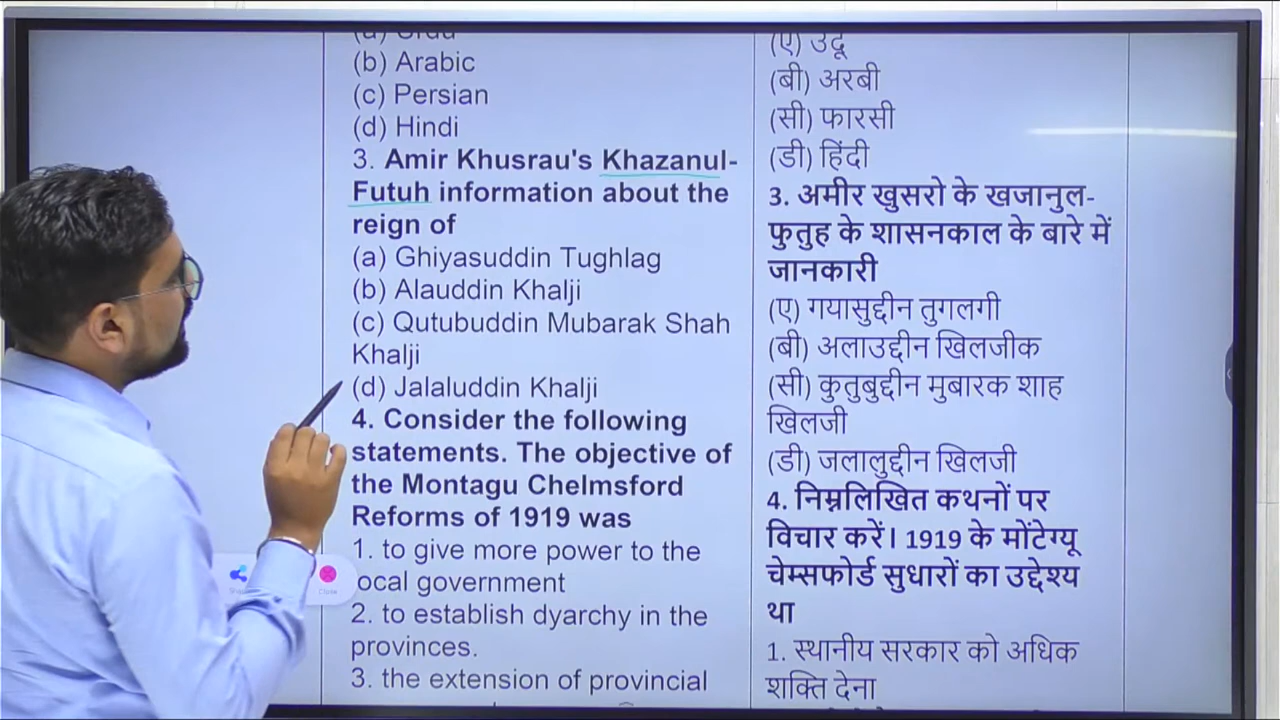 (a) Urdu
(b) Arabic
(c) Persian
(d) Hindi
3. Amir Khusrau's Khazanul-
Futuh information about the
reign of
(a) Ghiyasuddin Tughlag
(b) Alauddin Khalji
(c) Qutubuddin Mubarak Shah
Khalji
(d) Jalaluddin Khalji
4. Consider the following
statements. The objective of
the Montagu Chelmsford
Reforms of 1919 was
1. to give more power to the
ocal government
2. to establish dyarchy in the
provinces.
3. the extension of provincial
(ए) उर्दू
(बी) अरबी
(सी) फारसी
(डी) हिंदी
3. अमीर खुसरो के खजानुल-
फुतुह के शासनकाल के बारे में
जानकारी
(ए) गयासुद्दीन तुगलगी
(बी) अलाउद्दीन खिलजीक
(सी) कुतुबुद्दीन मुबारक शाह
खिलजी
(डी) जलालुद्दीन खिलजी
4. निम्नलिखित कथनों पर
विचार करें। 1919 के मोंटेग्यू
चेम्सफोर्ड सुधारों का उद्देश्य
था
1. स्थानीय सरकार को अधिक
शक्ति देना
Close